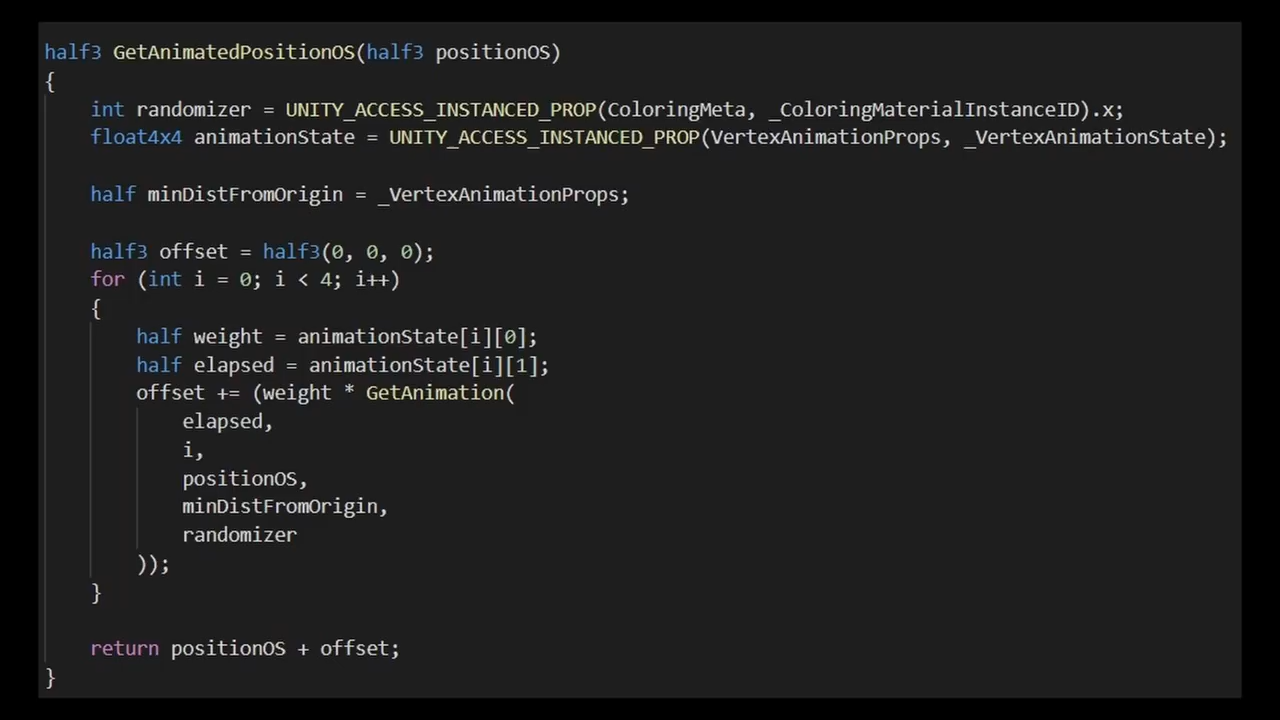 half3 GetAnimatedPositionOS(half3 positionOS)
{
    int randomizer = UNITY_ACCESS_INSTANCED_PROP(ColoringMeta, _ColoringMaterialInstanceID).x;
    float4x4 animationState = UNITY_ACCESS_INSTANCED_PROP(VertexAnimationProps, _VertexAnimationState);

    half minDistFromOrigin = _VertexAnimationProps;

    half3 offset = half3(0, 0, 0);
    for (int i = 0; i < 4; i++)
    {
        half weight = animationState[i][0];
        half elapsed = animationState[i][1];
        offset += (weight * GetAnimation(
            elapsed,
            i,
            positionOS,
            minDistFromOrigin,
            randomizer
        ));
    }

    return positionOS + offset;
}